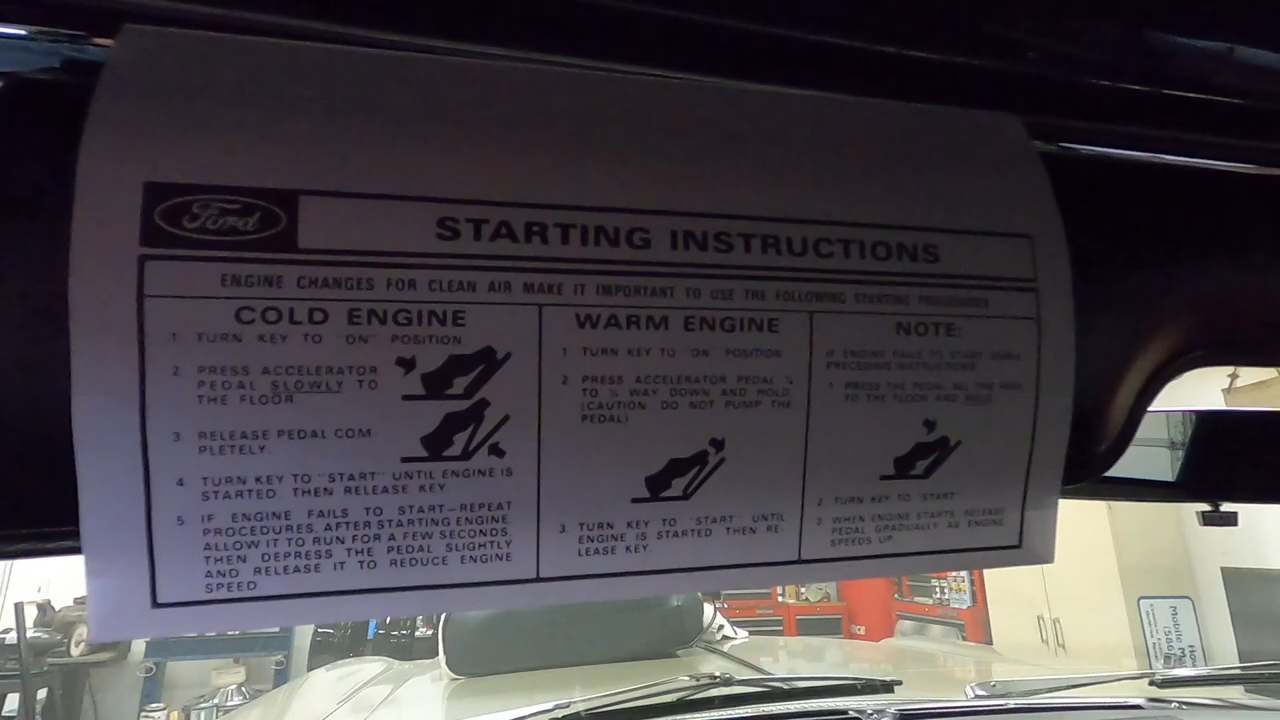 Ford
STARTING INSTRUCTIONS
ENGINE CHANGES FOR CLEAN AIR MAKE IT IMPORTANT TO USE THE FOLLOWING STARTING PROCEDURES
COLD ENGINE
1. TURN KEY TO "ON" POSITION
2. PRESS ACCELERATOR
PEDAL SLOWLY TO
THE FLOOR
3. RELEASE PEDAL COM-
PLETELY.
4. TURN KEY TO "START" UNTIL ENGINE IS
STARTED, THEN RELEASE KEY.
5. IF ENGINE FAILS TO START—REPEAT
PROCEDURES. AFTER STARTING ENGINE,
ALLOW IT TO RUN FOR A FEW SECONDS,
THEN DEPRESS THE PEDAL SLIGHTLY
AND RELEASE IT TO REDUCE ENGINE
SPEED
WARM ENGINE
1. TURN KEY TO "ON" POSITION
2. PRESS ACCELERATOR PEDAL
TO ½ WAY DOWN AND HOLD
(CAUTION: DO NOT PUMP THE
PEDAL)
3. TURN KEY TO "START" UNTIL
ENGINE IS STARTED THEN RE-
LEASE KEY.
NOTE:
IF ENGINE FAILS TO START USING
PRECEDING INSTRUCTIONS
1. PRESS THE PEDAL ALL THE WAY
TO THE FLOOR AND HOLD
2. TURN KEY TO "START"
3. WHEN ENGINE STARTS, RELEASE
PEDAL GRADUALLY AS ENGINE
SPEEDS UP.
Mobile
(586